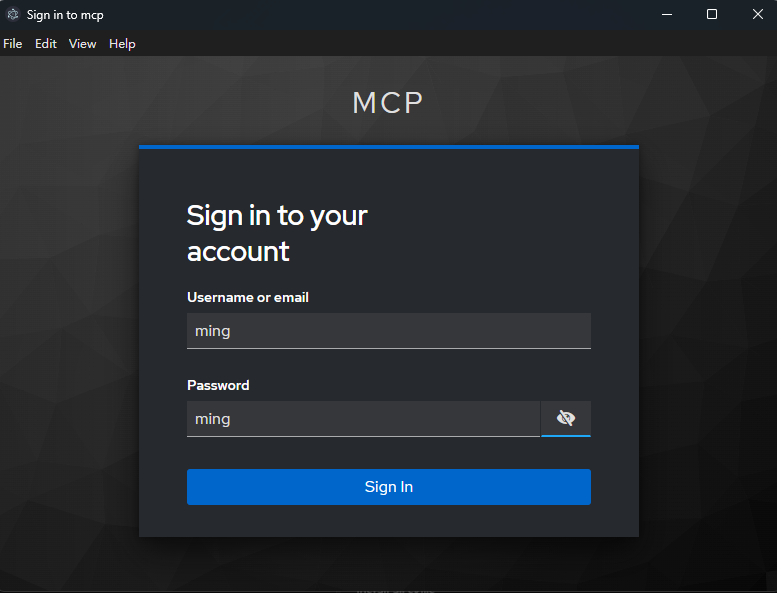 Sign in to mcp
File Edit View Help
MCP
Sign in to your
account
Username or email
ming
Password
ming
Sign In